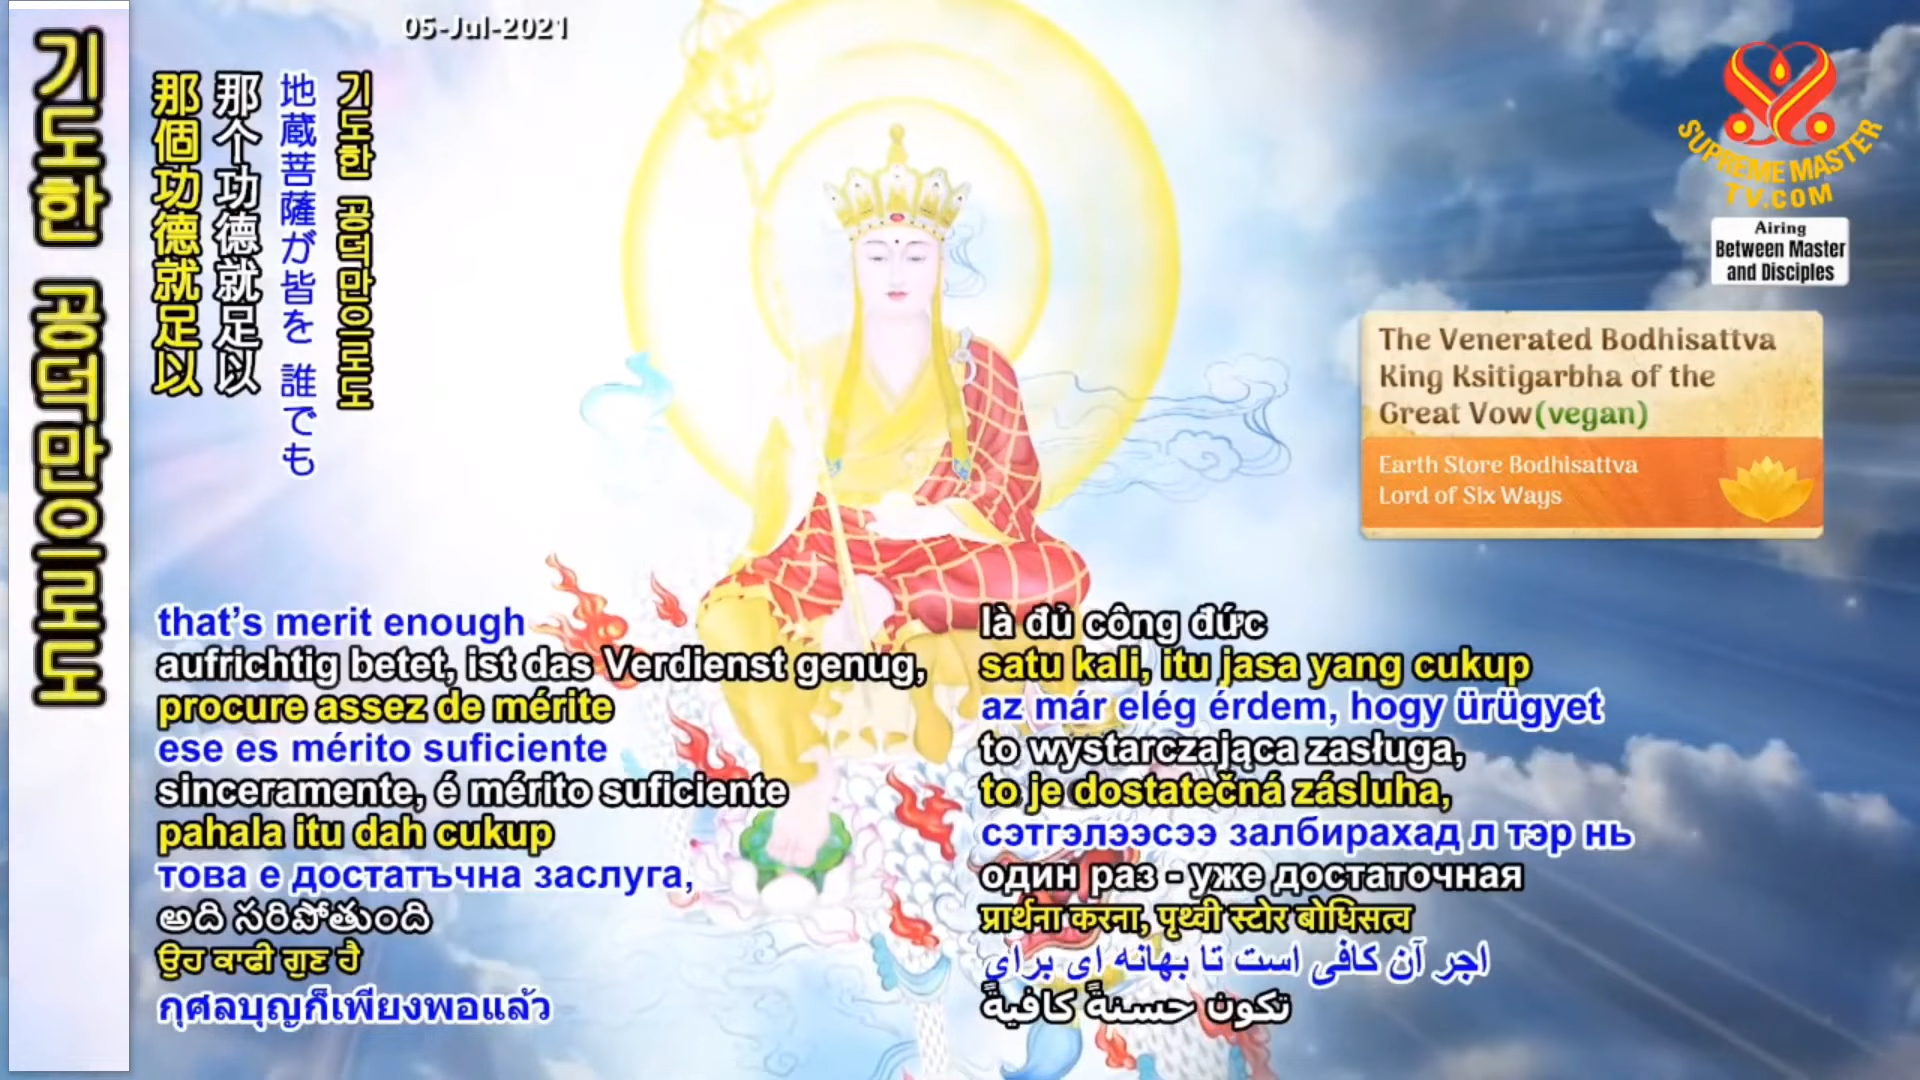 05-Jul-2021
기도한 공덕만으로도
那個功德就足以
那个功德就足以
地蔵菩薩が皆を 誰でも
기도한 공덕만으로도
SUPREME MASTER
TV.COM
Airing
Between Master
and Disciples
The Venerated Bodhisattva
King Ksitigarbha of the
Great Vow(vegan)
Earth Store Bodhisattva
Lord of Six Ways
that's merit enough
aufrichtig betet, ist das Verdienst genug,
procure assez de mérite
ese es mérito suficiente
sinceramente, é mérito suficiente
pahala itu dah cukup
това е достатъчна заслуга,
అది సరిపోతుంది
ਉਹ ਕਾਫੀ ਗੁਣ ਹੈ
กุศลบุญก็เพียงพอแล้ว
là đủ công đức
satu kali, itu jasa yang cukup
az már elég érdem, hogy ürügyet
to wystarczająca zasługa,
to je dostatečná zásluha,
сэтгэлээсээ залбирахад л тэр нь
один раз - уже достаточная
प्रार्थना करना, पृथ्वी स्टोर बोधिसत्व
اجر آن کافی است تا بهانه ای برای
تكون حسنةً كافيةً